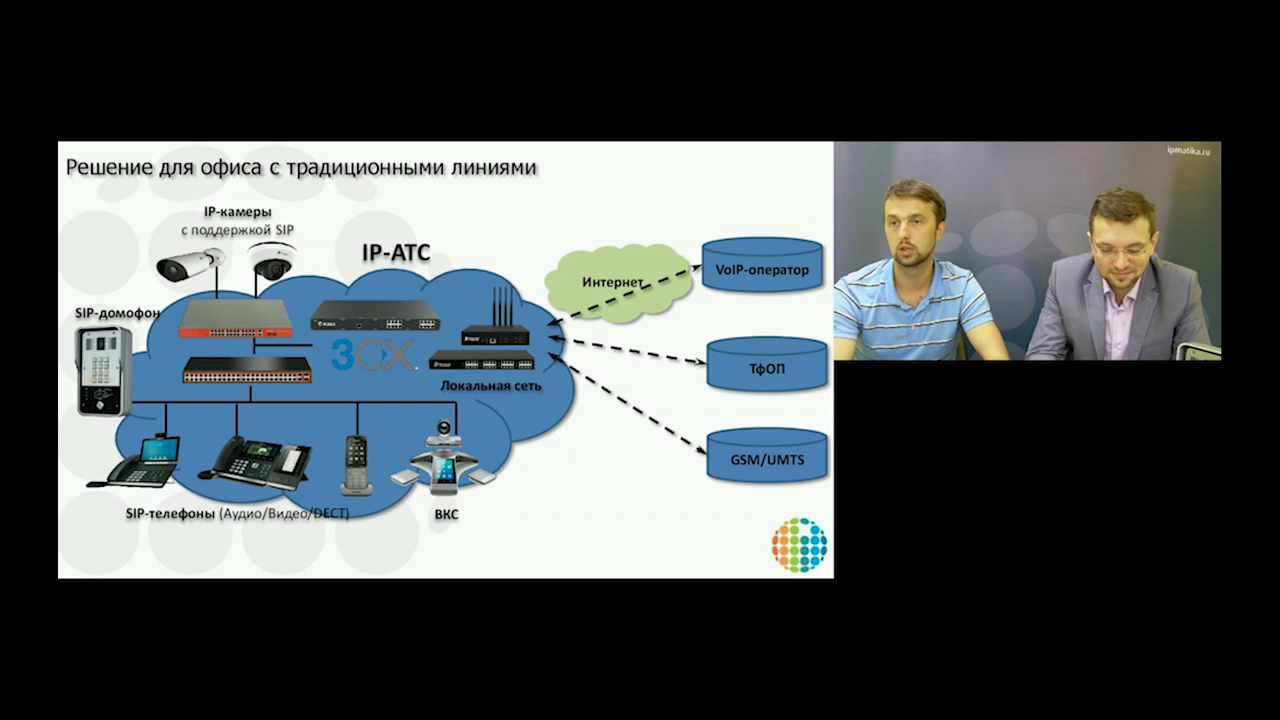 Решение для офиса с традиционными линиями
ipmatika.ru
IP-камеры
с поддержкой SIP
IP-АТС
Интернет
VoIP-оператор
SIP-домофон
3CX
Локальная сеть
ТфОП
GSM/UMTS
SIP-телефоны (Аудио/Видео/DECT)
ВКС